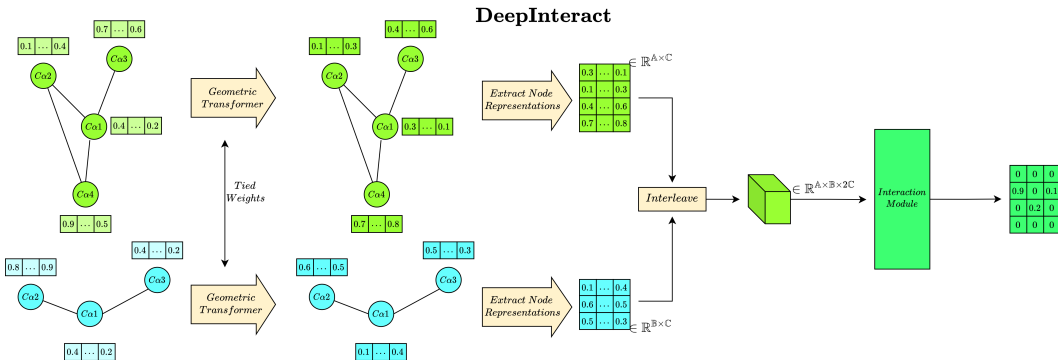 DeepInteract
0.7 … 0.6
0.1 … 0.4
Cα3
Cα2
Cα1
0.4 … 0.2
Cα4
0.9 … 0.5
Geometric
Transformer
0.4 … 0.6
0.1 … 0.3
Cα3
Cα2
Cα1
0.3 … 0.1
Cα4
0.7 … 0.8
Extract Node
Representations
∈ ℝ^{𝔸×ℂ}
0.3 … 0.1
0.1 … 0.3
0.4 … 0.6
0.7 … 0.8
Tied
Weights
0.4 … 0.2
0.8 … 0.9
Cα3
Cα2
Cα1
0.4 … 0.2
Geometric
Transformer
0.5 … 0.3
0.6 … 0.5
Cα3
Cα2
Cα1
0.1 … 0.4
Extract Node
Representations
0.1 … 0.4
0.6 … 0.5
0.5 … 0.3
∈ ℝ^{𝔹×ℂ}
Interleave
∈ ℝ^{𝔸×𝔹×2ℂ}
Interaction
Module
0 0 0
0.9 0 0.1
0 0.2 0
0 0 0